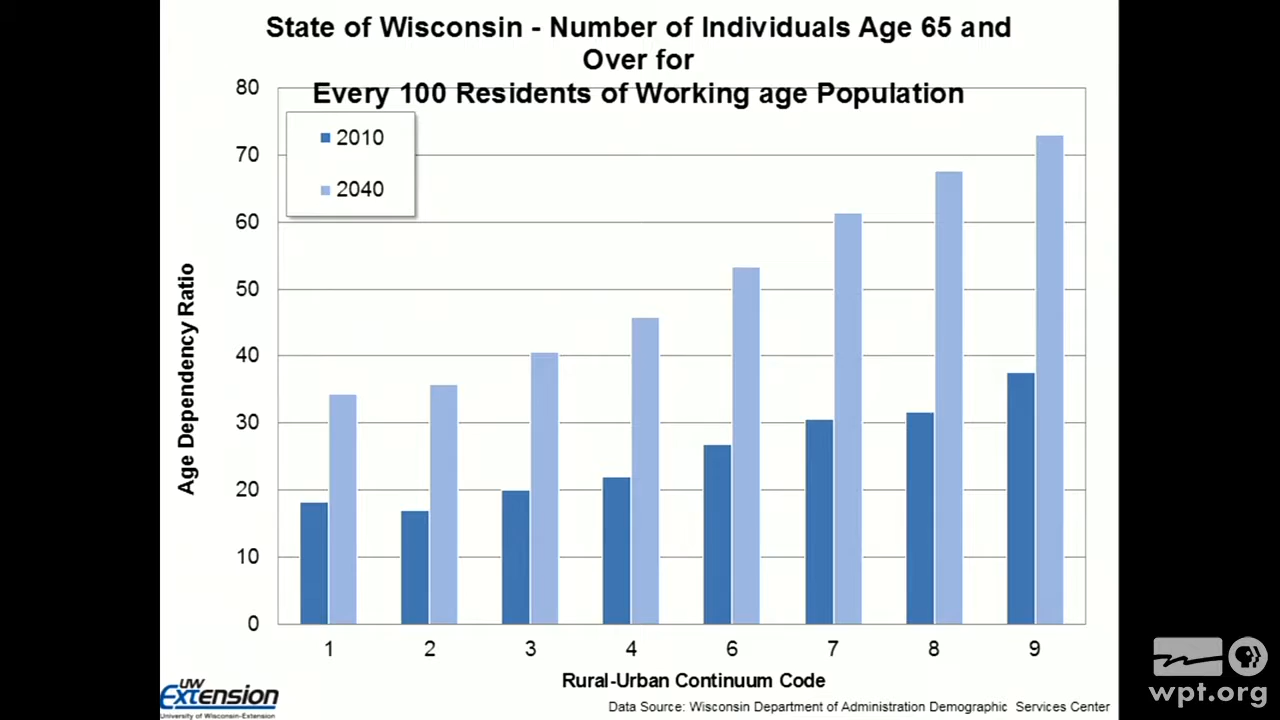 State of Wisconsin - Number of Individuals Age 65 and
Over for
Every 100 Residents of Working age Population
2010
2040
80
70
60
50
40
30
20
10
0
Age Dependency Ratio
1 2 3 4 6 7 8 9
Rural-Urban Continuum Code
Data Source: Wisconsin Department of Administration Demographic Services Center
UW
Extension
University of Wisconsin-Extension
PBS
wpt.org